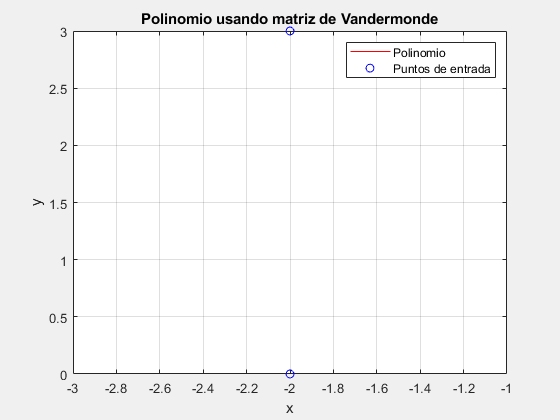 Polinomio usando matriz de Vandermonde
Polinomio
Puntos de entrada
3
2.5
2
1.5
1
0.5
0
y
-3 -2.8 -2.6 -2.4 -2.2 -2 -1.8 -1.6 -1.4 -1.2 -1
x